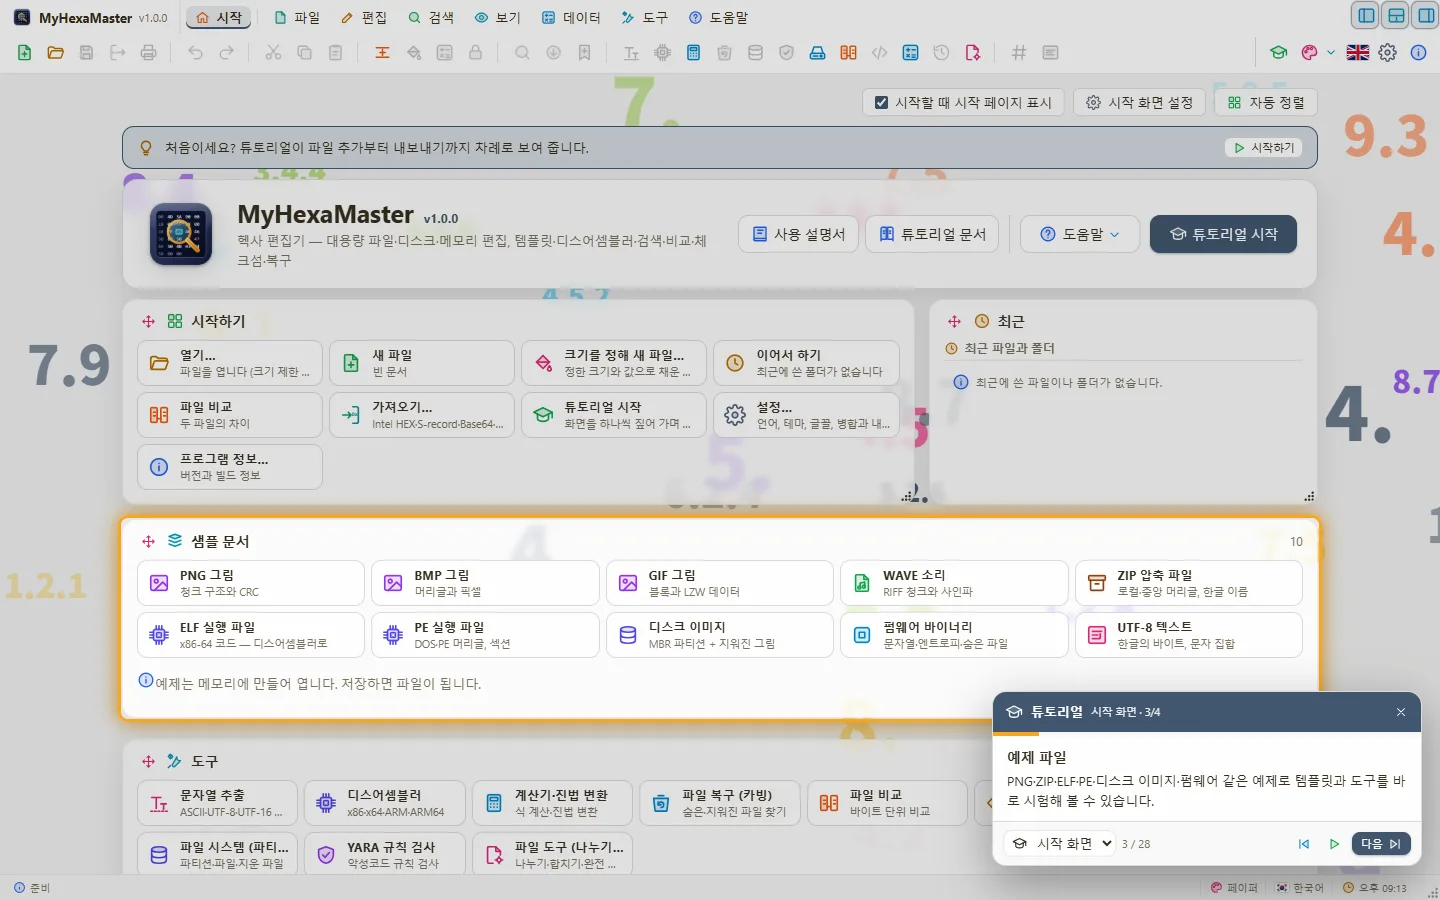 MyHexaMaster v1.0.0 시작 파일 편집 검색 보기 데이터 도구 도움말
시작할 때 시작 페이지 표시 시작 화면 설정 자동 정렬
처음이세요? 튜토리얼이 파일 추가부터 내보내기까지 차례로 보여 줍니다. 시작하기
MyHexaMaster v1.0.0
헥사 편집기 — 대용량 파일·디스크·메모리 편집, 템플릿·디스어셈블러·검색·비교·체
크섬·복구
사용 설명서 튜토리얼 문서 도움말 튜토리얼 시작
시작하기
열기...
파일을 엽니다 (크기 제한 ...
새 파일
빈 문서
크기를 정해 새 파일...
정한 크기와 값으로 채운 ...
이어서 하기
최근에 쓴 폴더가 없습니다
파일 비교
두 파일의 차이
가져오기...
Intel HEX·S-record·Base64·...
튜토리얼 시작
화면을 하나씩 짚어 가며 ...
설정...
언어, 테마, 글꼴, 병합과 내...
프로그램 정보...
버전과 빌드 정보
최근
최근 파일과 폴더
최근에 쓴 파일이나 폴더가 없습니다.
샘플 문서 10
PNG 그림
청크 구조와 CRC
BMP 그림
머리글과 픽셀
GIF 그림
블록과 LZW 데이터
WAVE 소리
RIFF 청크와 사인파
ZIP 압축 파일
로컬·중앙 머리글, 한글 이름
ELF 실행 파일
x86-64 코드 — 디스어셈블러로
PE 실행 파일
DOS·PE 머리글, 섹션
디스크 이미지
MBR 파티션 + 지워진 그림
펌웨어 바이너리
문자열·엔트로피·숨은 파일
UTF-8 텍스트
한글의 바이트, 문자 집합
예제는 메모리에 만들어 엽니다. 저장하면 파일이 됩니다.
도구
문자열 추출
ASCII·UTF-8·UTF-16 ...
디스어셈블러
x86·x64·ARM·ARM64
계산기·진법 변환
식 계산·진법 변환
파일 복구 (카빙)
숨은·지워진 파일 찾기
파일 비교
바이트 단위 비교
파일 시스템 (파티...
파티션·파일·지운 파일
YARA 규칙 검사
악성코드 규칙 검사
파일 도구 (나누기...
나누기·합치기·완전 ...
튜토리얼 시작 화면 · 3/4
예제 파일
PNG·ZIP·ELF·PE·디스크 이미지·펌웨어 같은 예제로 템플릿과 도구를 바
로 시험해 볼 수 있습니다.
시작 화면 3 / 28 다음
준비 페이퍼 한국어 오후 09:13
7.
9.3
4.
7.9
8.7
4.
1.2.1
4.5.2
5.